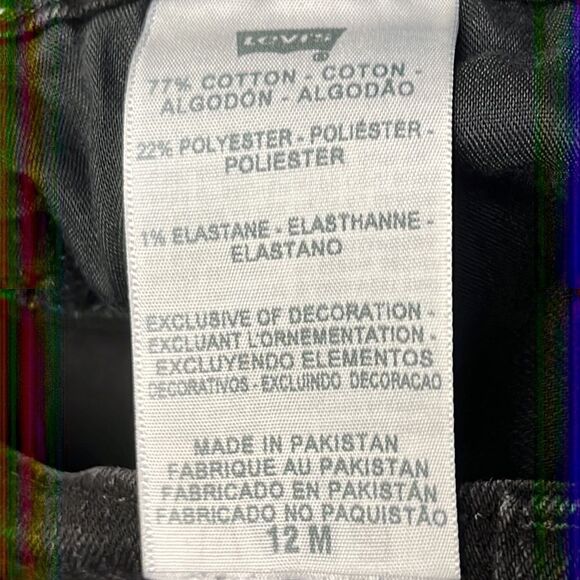 LEVI'S
®
77% COTTON - COTON -
ALGODÓN - ALGODÃO
22% POLYESTER - POLIÉSTER -
POLIESTER
1% ELASTANE - ELASTHANNE -
ELASTANO
EXCLUSIVE OF DECORATION -
EXCLUANT L'ORNEMENTATION -
EXCLUYENDO ELEMENTOS
DECORATIVOS - EXCLUINDO DECORACAO
MADE IN PAKISTAN
FABRIQUE AU PAKISTAN
FABRICADO EN PAKISTÁN
FABRICADO NO PAQUISTÃO
12 M